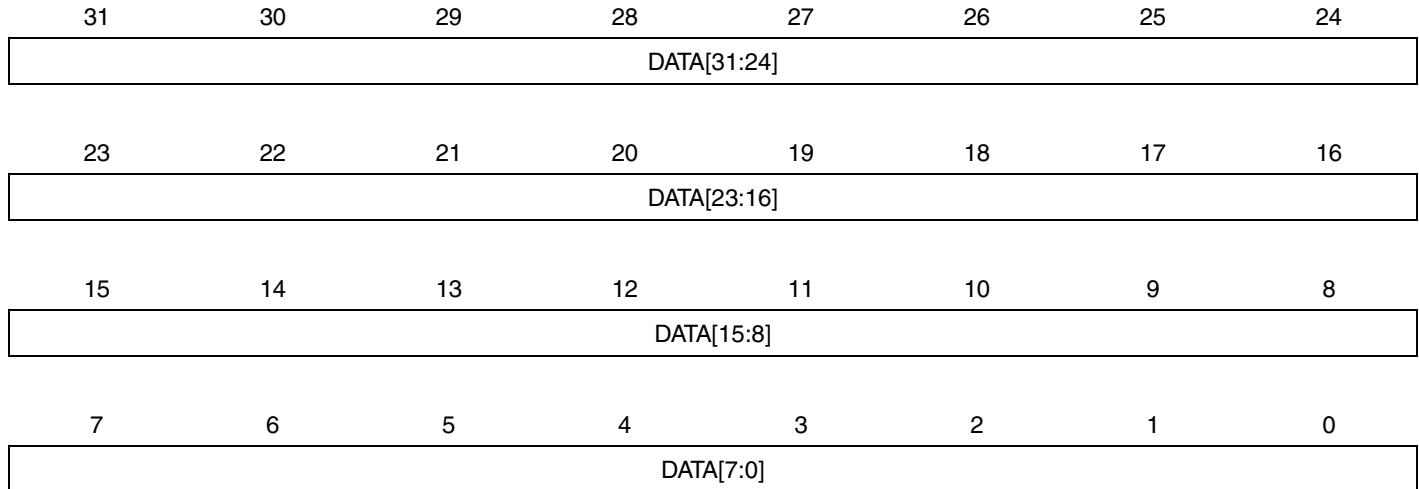 31 30 29 28 27 26 25 24
DATA[31:24]
23 22 21 20 19 18 17 16
DATA[23:16]
15 14 13 12 11 10 9 8
DATA[15:8]
7 6 5 4 3 2 1 0
DATA[7:0]